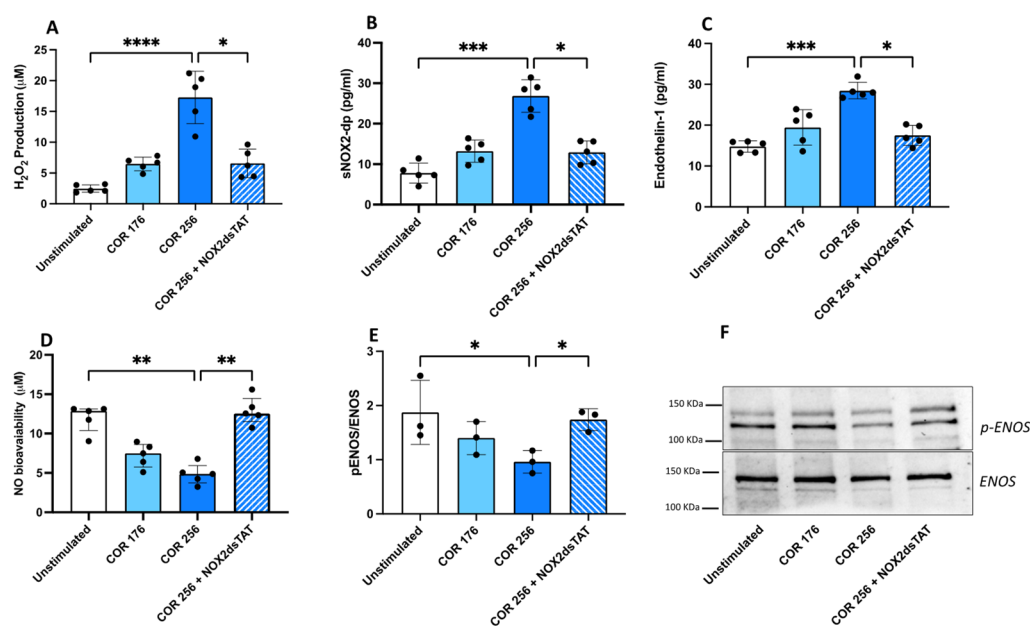 A
H2O2 Production (μM)
25
20
15
10
5
0
****
*
Unstimulated
COR 176
COR 256
COR 256 + NOX2dsTAT
B
sNOX2-dp (pg/ml)
40
30
20
10
0
***
*
Unstimulated
COR 176
COR 256
COR 256 + NOX2dsTAT
C
Endothelin-1 (pg/ml)
40
30
20
10
0
***
*
Unstimulated
COR 176
COR 256
COR 256 + NOX2dsTAT
D
NO bioavaiability (μM)
20
15
10
5
0
**
**
Unstimulated
COR 176
COR 256
COR 256 + NOX2dsTAT
E
pENOS/ENOS
3
2
1
0
*
*
Unstimulated
COR 176
COR 256
COR 256 + NOX2dsTAT
F
150 KDa
100 KDa
p-ENOS
150 KDa
100 KDa
ENOS
Unstimulated
COR 176
COR 256
COR 256 + NOX2dsTAT